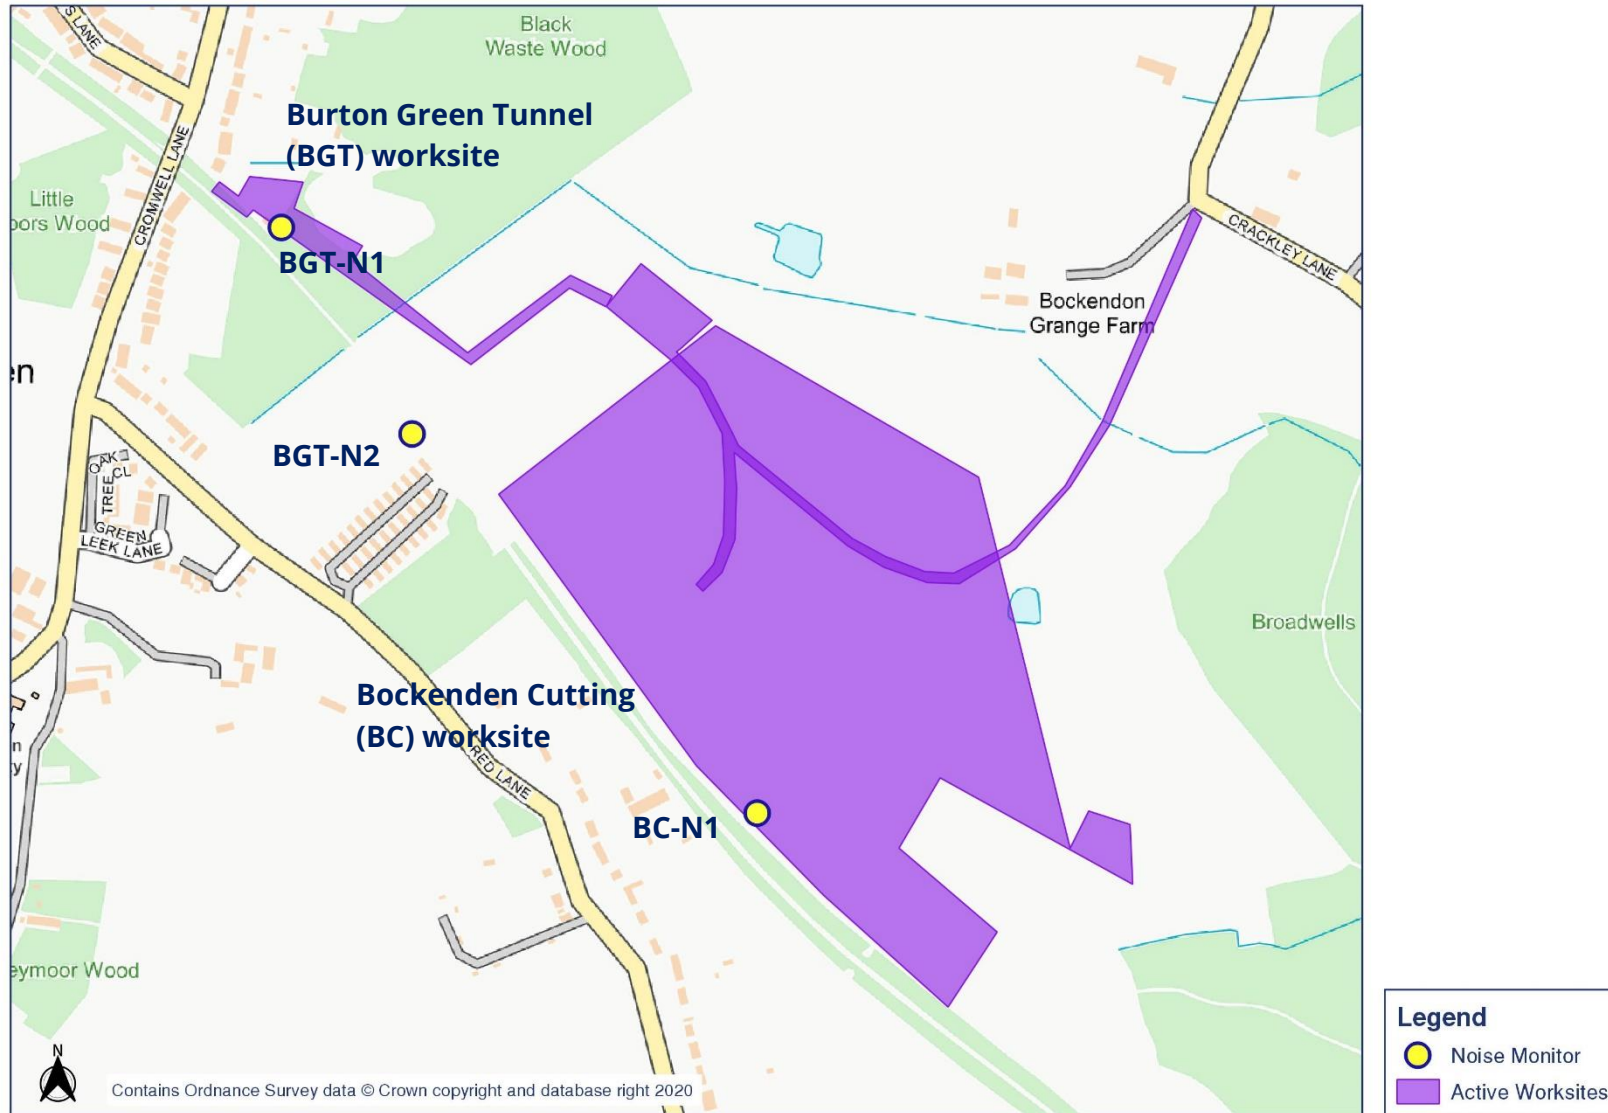 S LANE
Black
Waste Wood
Burton Green Tunnel
(BGT) worksite
CROMWELL LANE
Little
oors Wood
BGT-N1
CRACKLEY LANE
Bockendon
Grange Farm
en
BGT-N2
OAK
TREE
CL
GREEN
LEEK LANE
Broadwells
Bockenden Cutting
(BC) worksite
n
y
RED LANE
BC-N1
eymoor Wood
N
Contains Ordnance Survey data © Crown copyright and database right 2020
Legend
Noise Monitor
Active Worksites